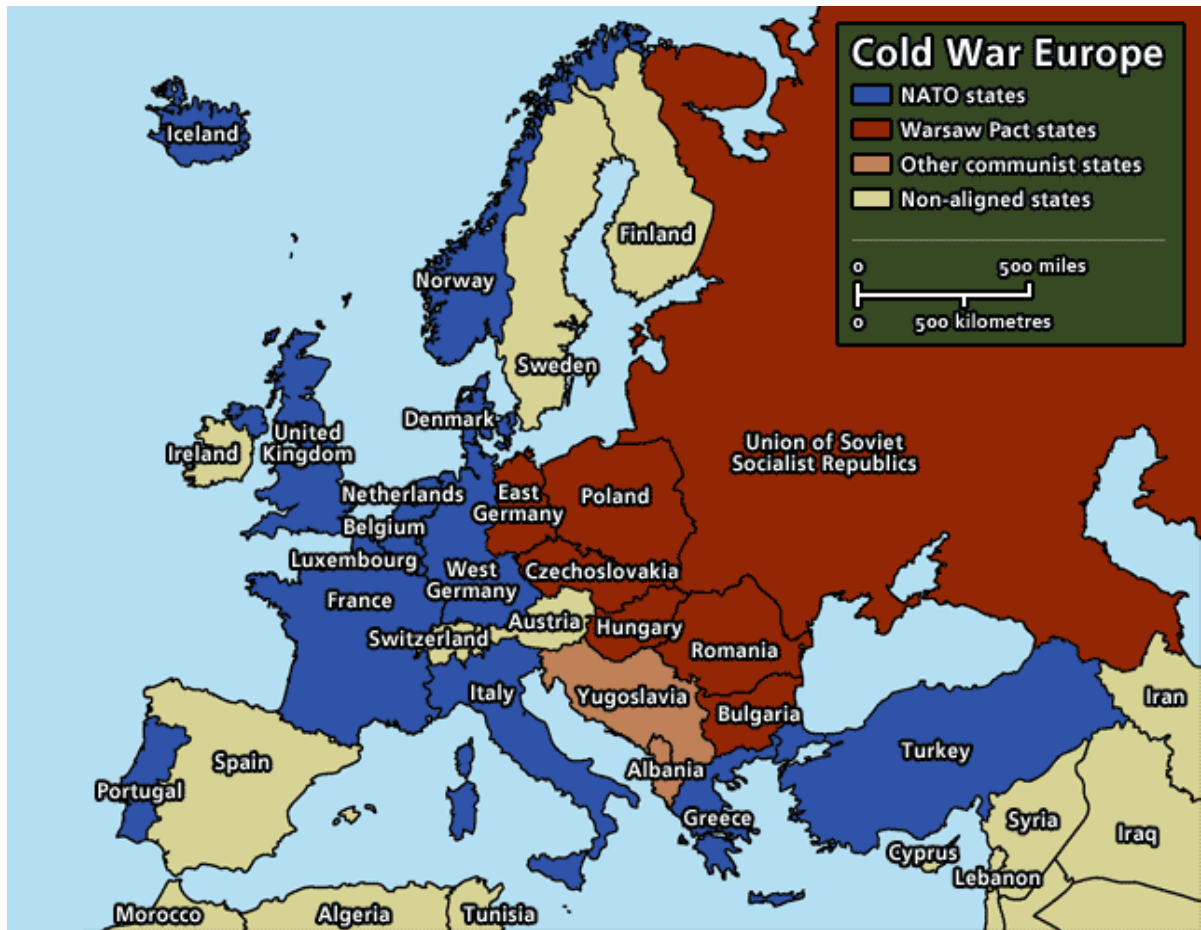 Cold War Europe
NATO states
Warsaw Pact states
Other communist states
Non-aligned states
0
500 miles
0
500 kilometres
Iceland
Finland
Norway
Sweden
Denmark
United
Kingdom
Ireland
Union of Soviet
Socialist Republics
Netherlands
East
Germany
Poland
Belgium
Luxembourg
West
Germany
Czechoslovakia
France
Austria
Switzerland
Hungary
Romania
Italy
Yugoslavia
Bulgaria
Iran
Spain
Turkey
Albania
Portugal
Greece
Syria
Iraq
Cyprus
Lebanon
Morocco
Algeria
Tunisia